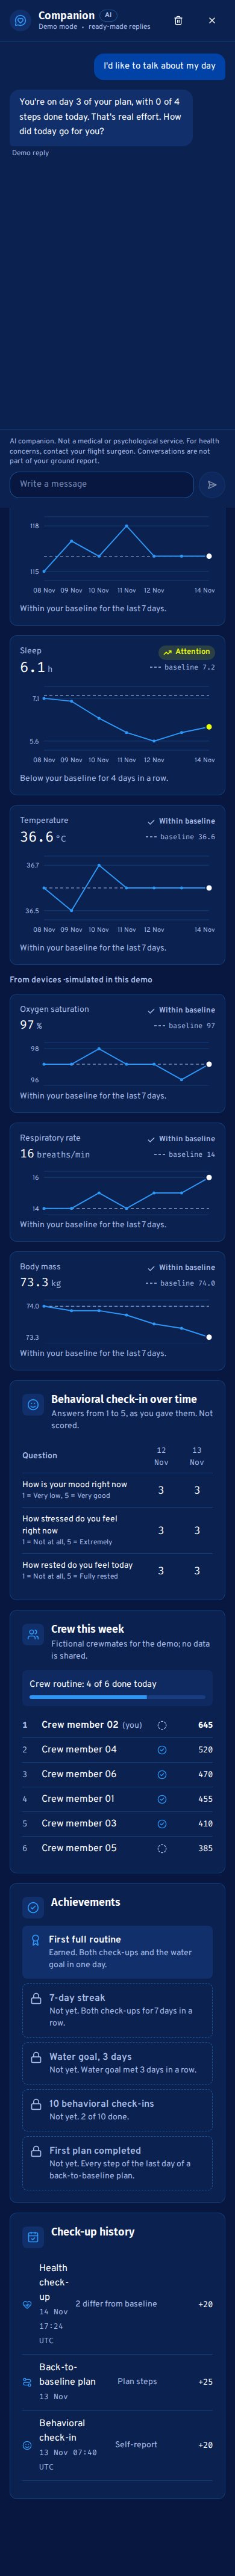 Companion AI
Demo mode • ready-made replies
I'd like to talk about my day
You're on day 3 of your plan, with 0 of 4
steps done today. That's real effort. How
did today go for you?
Demo reply
AI companion. Not a medical or psychological service. For health
concerns, contact your flight surgeon. Conversations are not
part of your ground report.
Write a message
118
115
08 Nov 09 Nov 10 Nov 11 Nov 12 Nov 14 Nov
Within your baseline for the last 7 days.
Sleep Attention
6.1 h --- baseline 7.2
7.1
5.6
08 Nov 09 Nov 10 Nov 11 Nov 12 Nov 14 Nov
Below your baseline for 4 days in a row.
Temperature Within baseline
36.6 °C --- baseline 36.6
36.7
36.5
08 Nov 09 Nov 10 Nov 11 Nov 12 Nov 14 Nov
Within your baseline for the last 7 days.
From devices · simulated in this demo
Oxygen saturation Within baseline
97 % --- baseline 97
98
96
Within your baseline for the last 7 days.
Respiratory rate Within baseline
16 breaths/min --- baseline 14
16
14
Within your baseline for the last 7 days.
Body mass Within baseline
73.3 kg --- baseline 74.0
74.0
73.3
Within your baseline for the last 7 days.
Behavioral check-in over time
Answers from 1 to 5, as you gave them. Not
scored.
Question 12 Nov 13 Nov
How is your mood right now 3 3
1 = Very low, 5 = Very good
How stressed do you feel
right now 3 3
1 = Not at all, 5 = Extremely
How rested do you feel today 3 3
1 = Not at all, 5 = Fully rested
Crew this week
Fictional crewmates for the demo; no data
is shared.
Crew routine: 4 of 6 done today
1 Crew member 02 (you) 645
2 Crew member 04 520
3 Crew member 06 470
4 Crew member 01 455
5 Crew member 03 410
6 Crew member 05 385
Achievements
First full routine
Earned. Both check-ups and the water
goal in one day.
7-day streak
Not yet. Both checks for 7 days in a
row.
Water goal, 3 days
Not yet. Water goal met 3 days in a row.
10 behavioral check-ins
Not yet. 2 of 10 done.
First plan completed
Not yet. Every step of the last day of a
back-to-baseline plan.
Check-up history
Health
check-
up
14 Nov
17:24
UTC
2 differ from baseline +20
Back-to-
baseline plan
13 Nov
Plan steps +25
Behavioral
check-in
13 Nov 07:40
UTC
Self-report +20